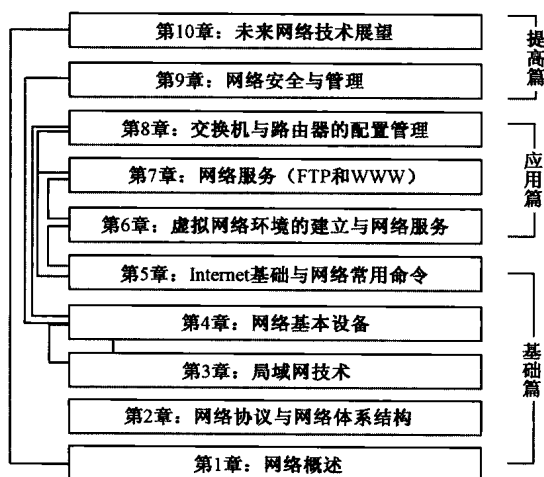 第10章：未来网络技术展望
第9章：网络安全与管理
第8章：交换机与路由器的配置管理
第7章：网络服务（FTP和WWW）
第6章：虚拟网络环境的建立与网络服务
第5章：Internet基础与网络常用命令
第4章：网络基本设备
第3章：局域网技术
第2章：网络协议与网络体系结构
第1章：网络概述
提高篇
应用篇
基础篇